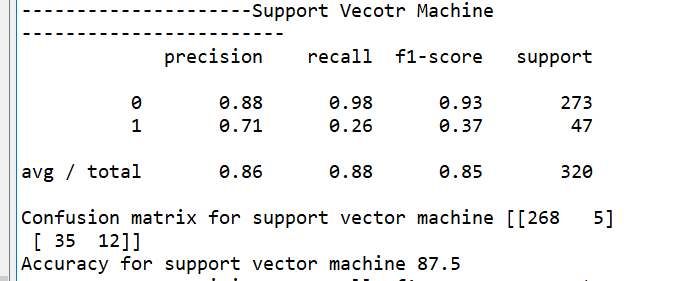 ---------------------Support Vecotr Machine
------------------------
precision recall f1-score support
0 0.88 0.98 0.93 273
1 0.71 0.26 0.37 47
avg / total 0.86 0.88 0.85 320
Confusion matrix for support vector machine [[268 5]
[ 35 12]]
Accuracy for support vector machine 87.5